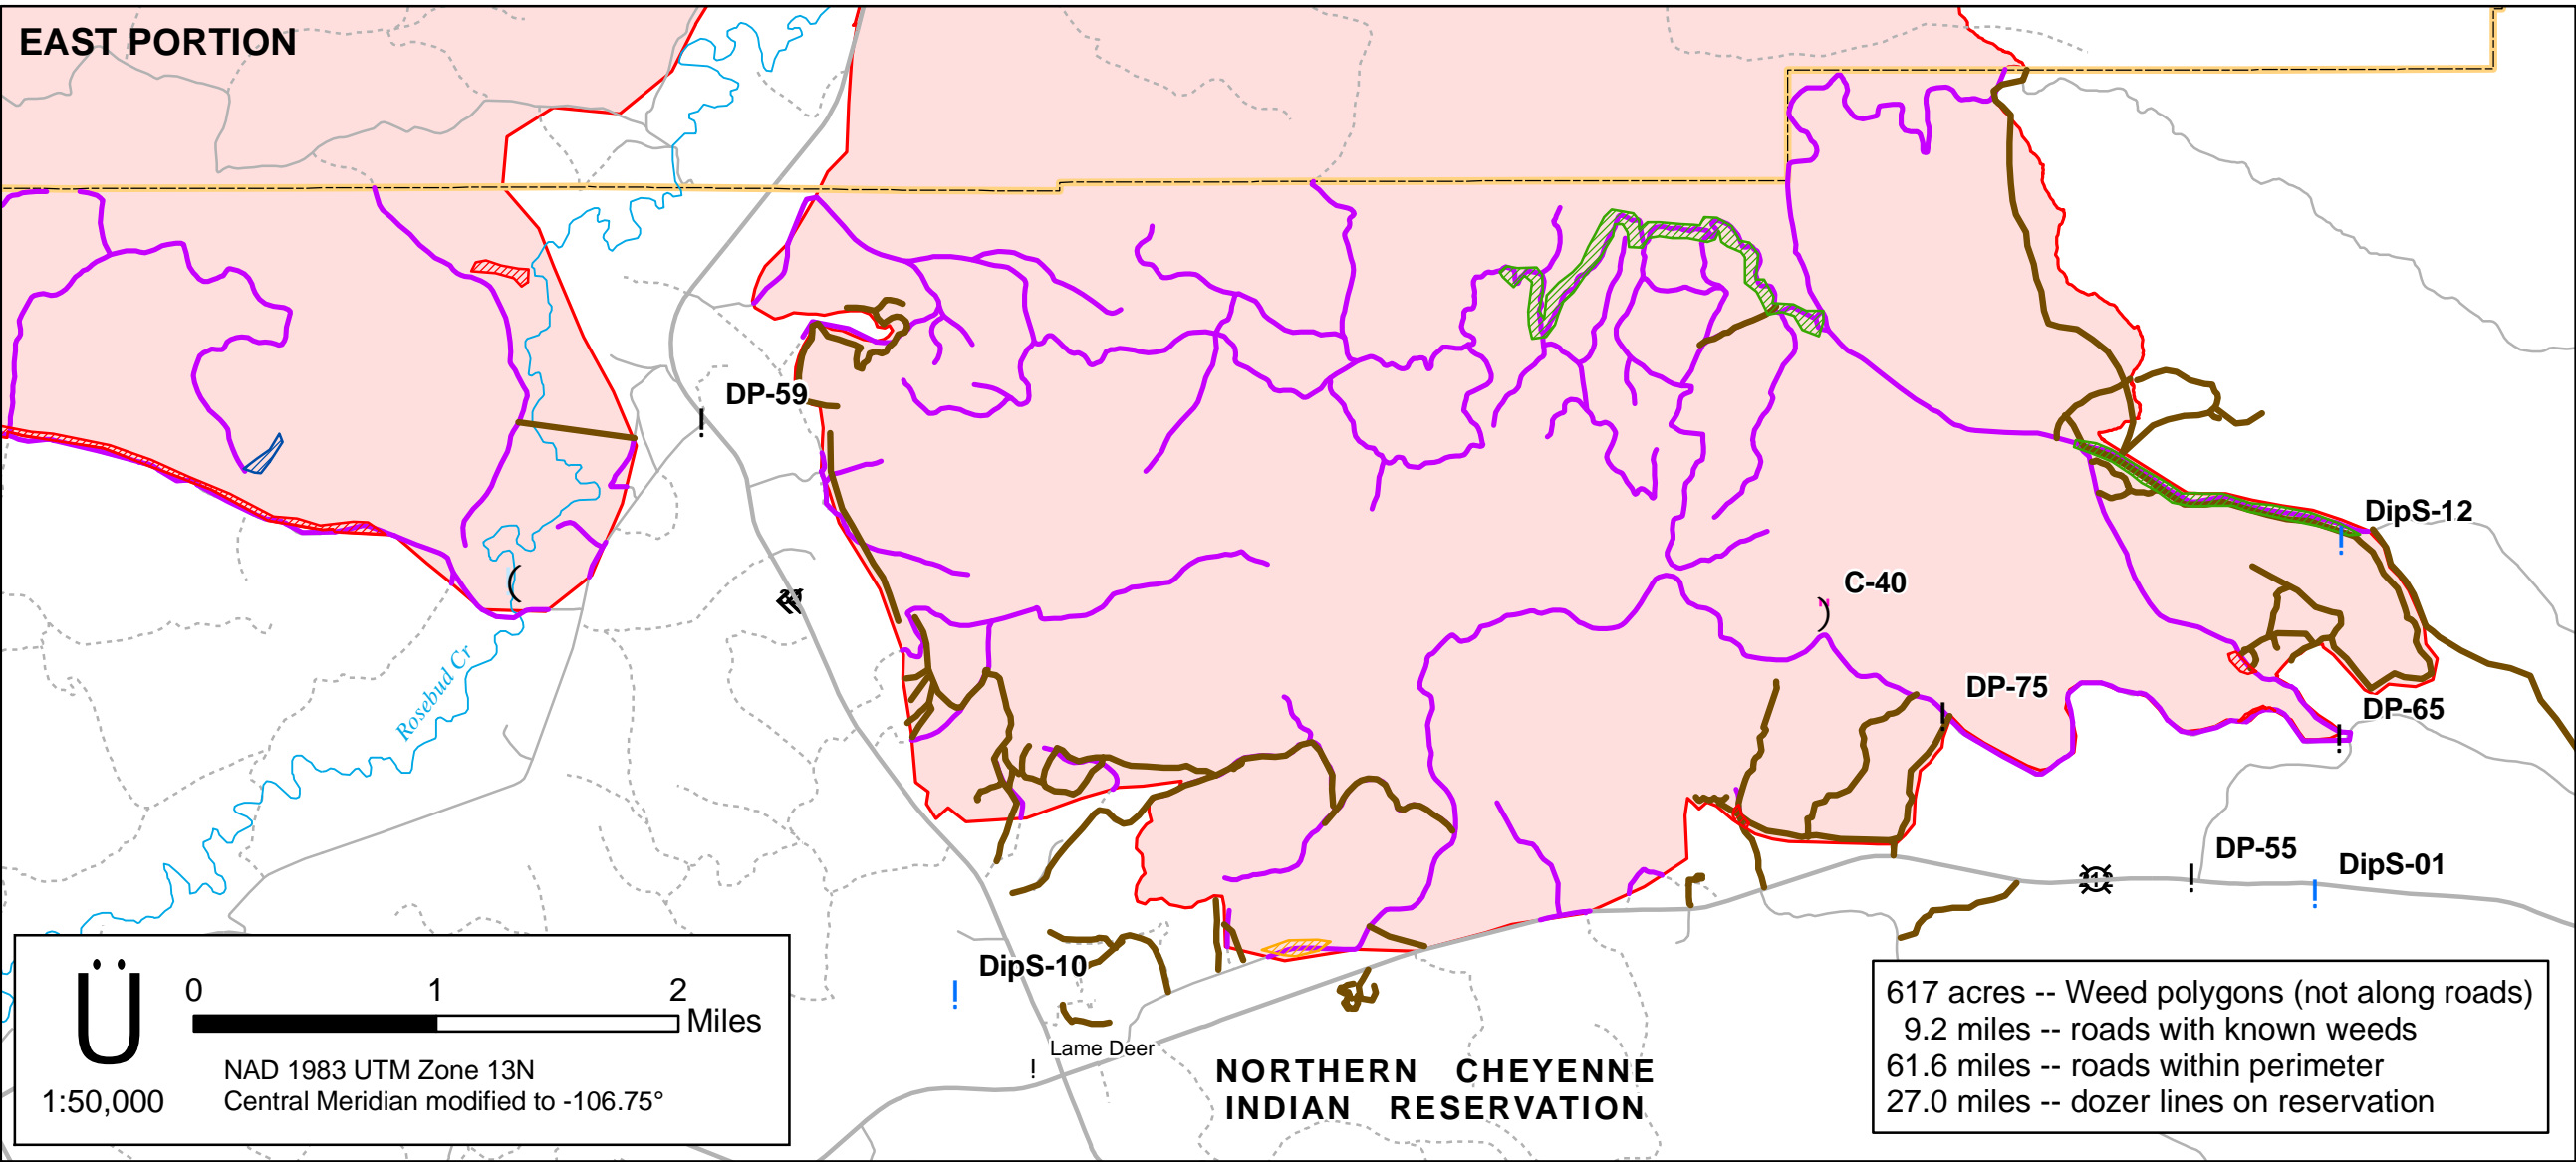 EAST PORTION
DP-59
DipS-12
C-40
DP-75
DP-65
Rosebud Cr
DP-55
DipS-01
DipS-10
Lame Deer
NORTHERN CHEYENNE
INDIAN RESERVATION
Ü
0 1 2
Miles
1:50,000
NAD 1983 UTM Zone 13N
Central Meridian modified to -106.75°
617 acres -- Weed polygons (not along roads)
9.2 miles -- roads with known weeds
61.6 miles -- roads within perimeter
27.0 miles -- dozer lines on reservation